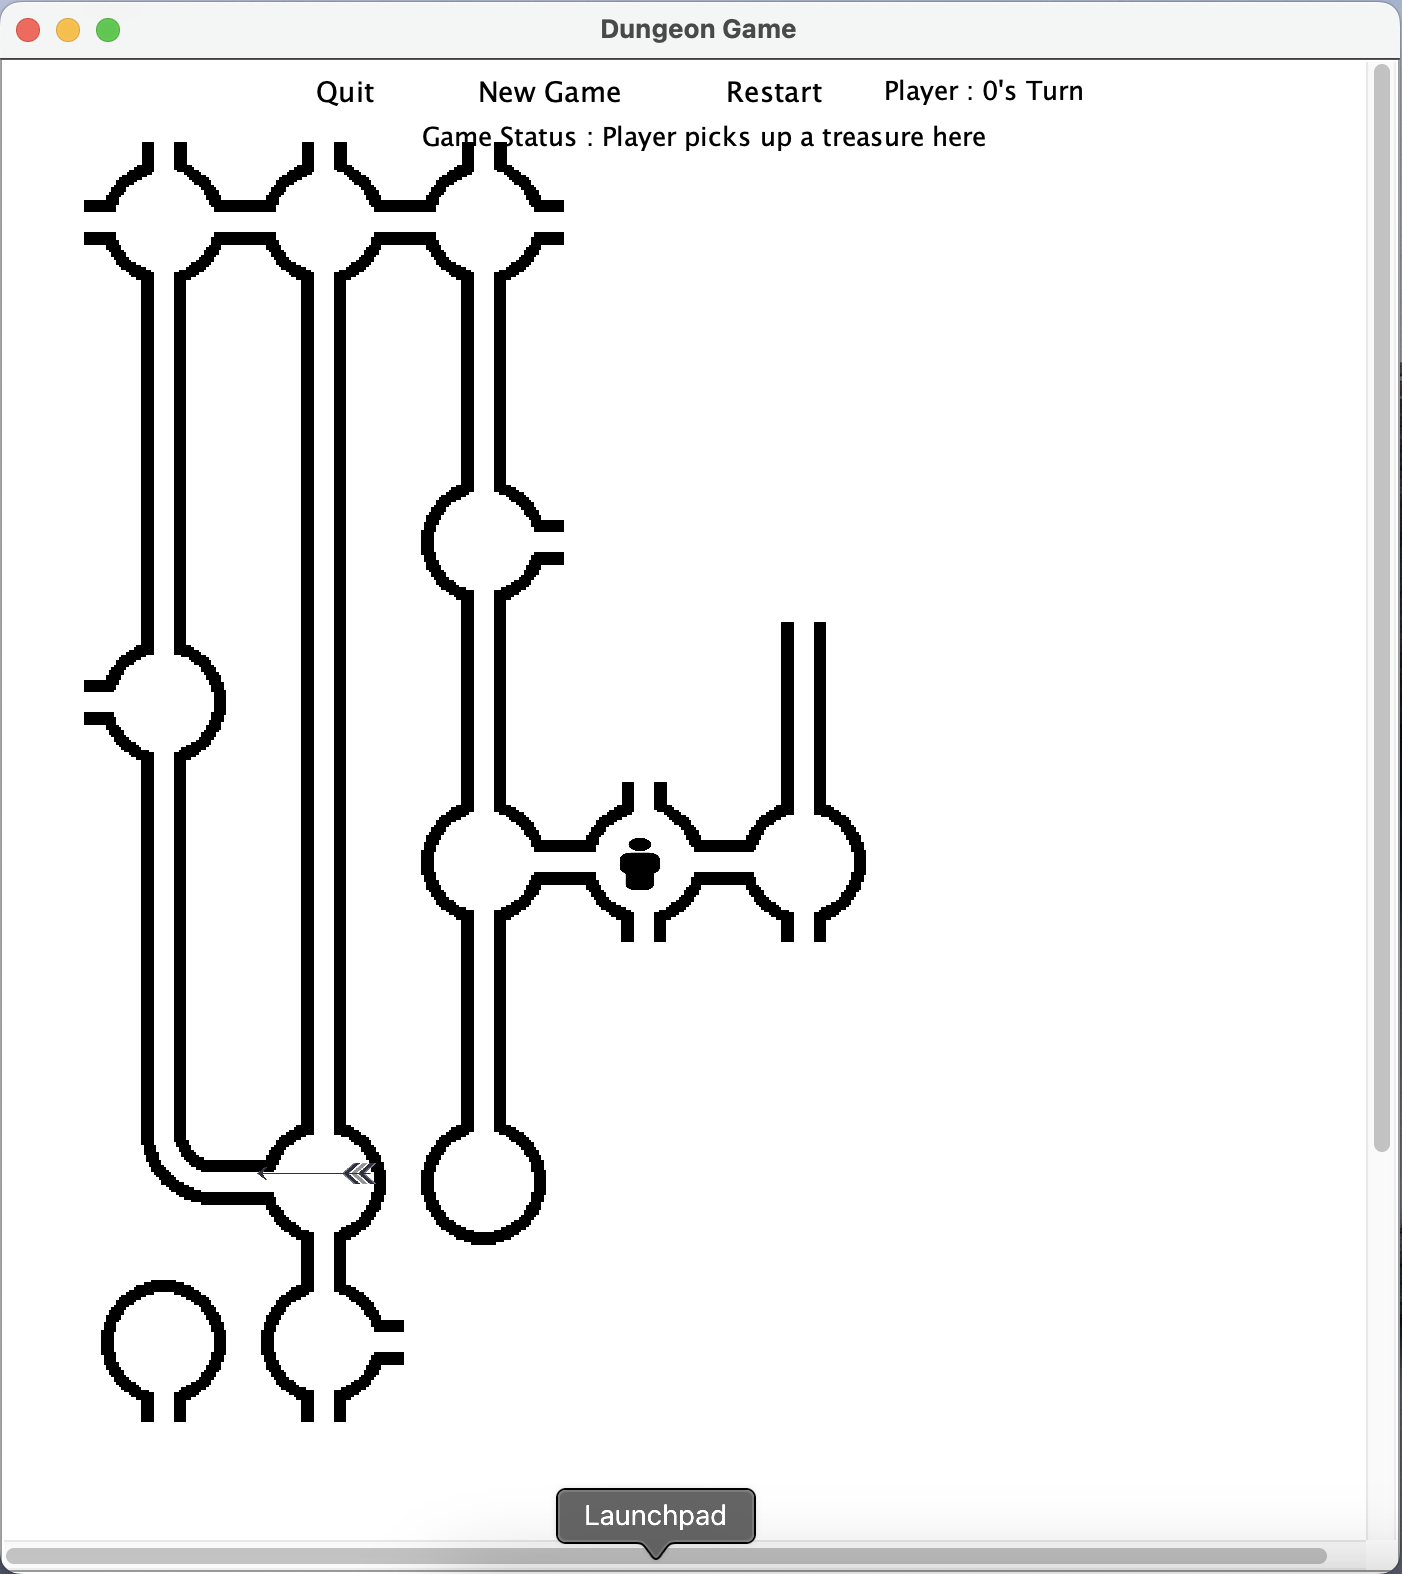 Dungeon Game
Quit New Game Restart Player : 0's Turn
Game Status : Player picks up a treasure here
Launchpad